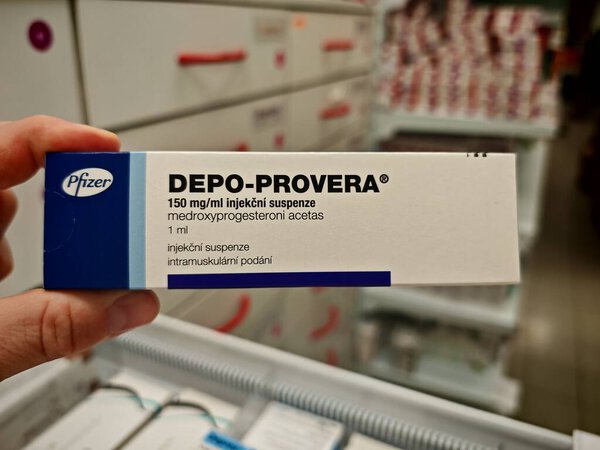 Pfizer
DEPO-PROVERA®
150 mg/ml injekční suspenze
medroxyprogesteroni acetas
1 ml
injekční suspenze
intramuskulární podání